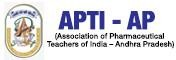 APTI - AP
(Association of Pharmaceutical
Teachers of India – Andhra Pradesh)